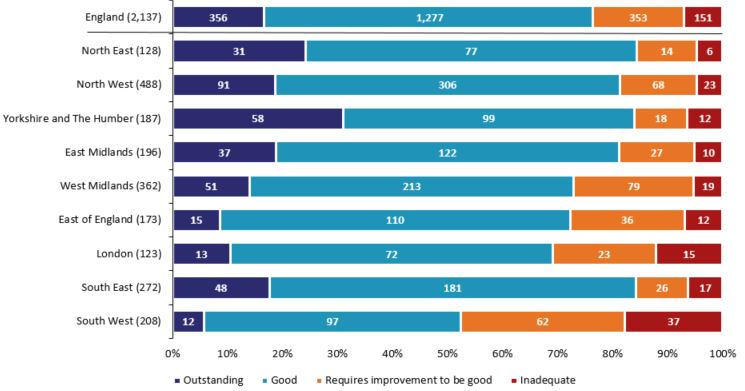 England (2,137) 356 1,277 353 151
North East (128) 31 77 14 6
North West (488) 91 306 68 23
Yorkshire and The Humber (187) 58 99 18 12
East Midlands (196) 37 122 27 10
West Midlands (362) 51 213 79 19
East of England (173) 15 110 36 12
London (123) 13 72 23 15
South East (272) 48 181 26 17
South West (208) 12 97 62 37
0% 10% 20% 30% 40% 50% 60% 70% 80% 90% 100%
Outstanding Good Requires improvement to be good Inadequate